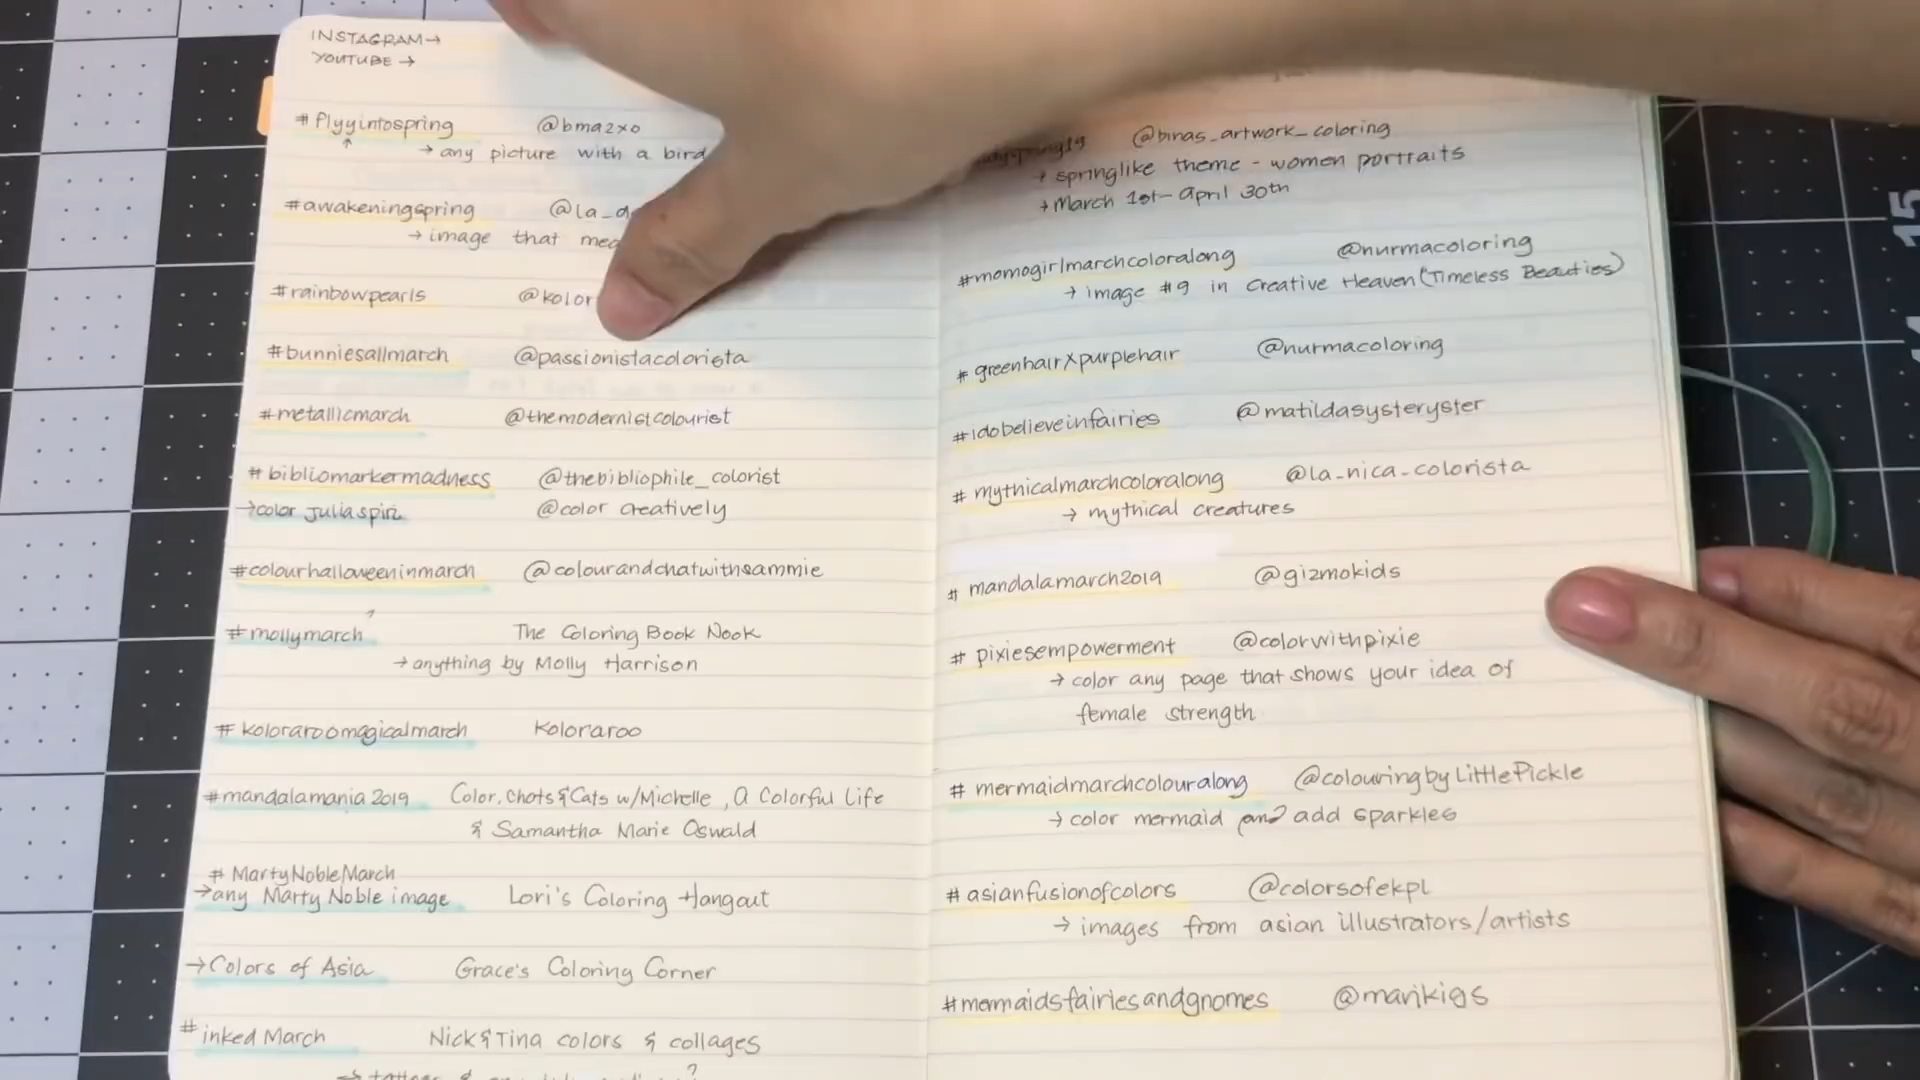 INSTAGRAM→
YOUTUBE →
#flyyintospring @bma2xo
→ any picture with a bird
#awakeningspring
→ image that
#rainbowpearls
#bunniesallmarch @passionistacolorista
#metallicmarch @themodernistcolourist
#bibliomarkermadness @thebibliophile_colorist
→color Julia Spiri @color creatively
#colourhalloweeninmarch @colourandchatwithsammie
#mollymarch The Coloring Book Nook
→anything by Molly Harrison
#koloraroomagicalmarch Koloraroo
#mandalamania2019 Color, Chats & Cats w/Michelle, A Colorful Life
& Samantha Marie Oswald
#MartyNobleMarch
→any Marty Noble image Lori's Coloring Hangout
→Colors of Asia Grace's Coloring Corner
#inked March Nick & Tina colors & collages
@binas_artwork_coloring
→ springlike theme - women portraits
→ March 1st - April 30th
#momogirlmarchcoloralong @nurmacoloring
→ image #9 in Creative Heaven (Timeless Beauties)
#greenhairxpurplehair @nurmacoloring
#idobelieveinfairies @matildasysteryster
#mythicalmarchcoloralong @la-nica-colorista
→ mythical creatures
#mandalamarch2019 @gizmokids
#pixiesempowerment @colorwithpixie
→ color any page that shows your idea of
female strength
#mermaidmarchcolouralong @colouringbyLittlePickle
→ color mermaid and add sparkles
#asianfusionofcolors @colorsofekpl
→ images from asian illustrators/artists
#mermaidsfairiesandgnomes @marikigs
15